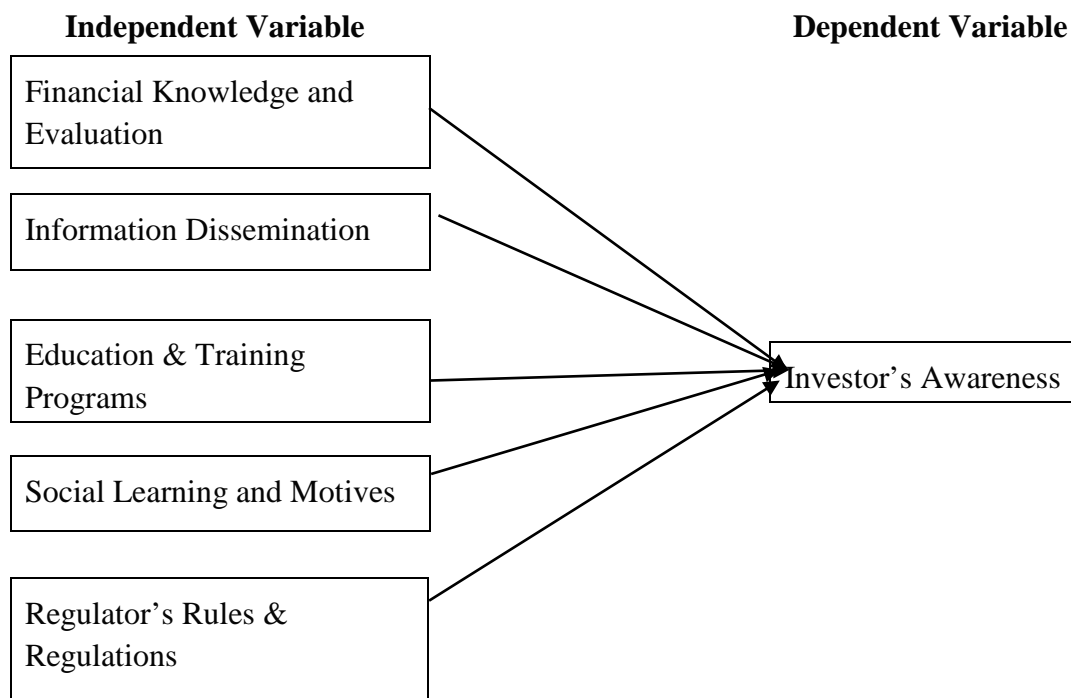 Independent Variable
Dependent Variable
Financial Knowledge and
Evaluation
Information Dissemination
Education & Training
Programs
Investor’s Awareness
Social Learning and Motives
Regulator’s Rules &
Regulations